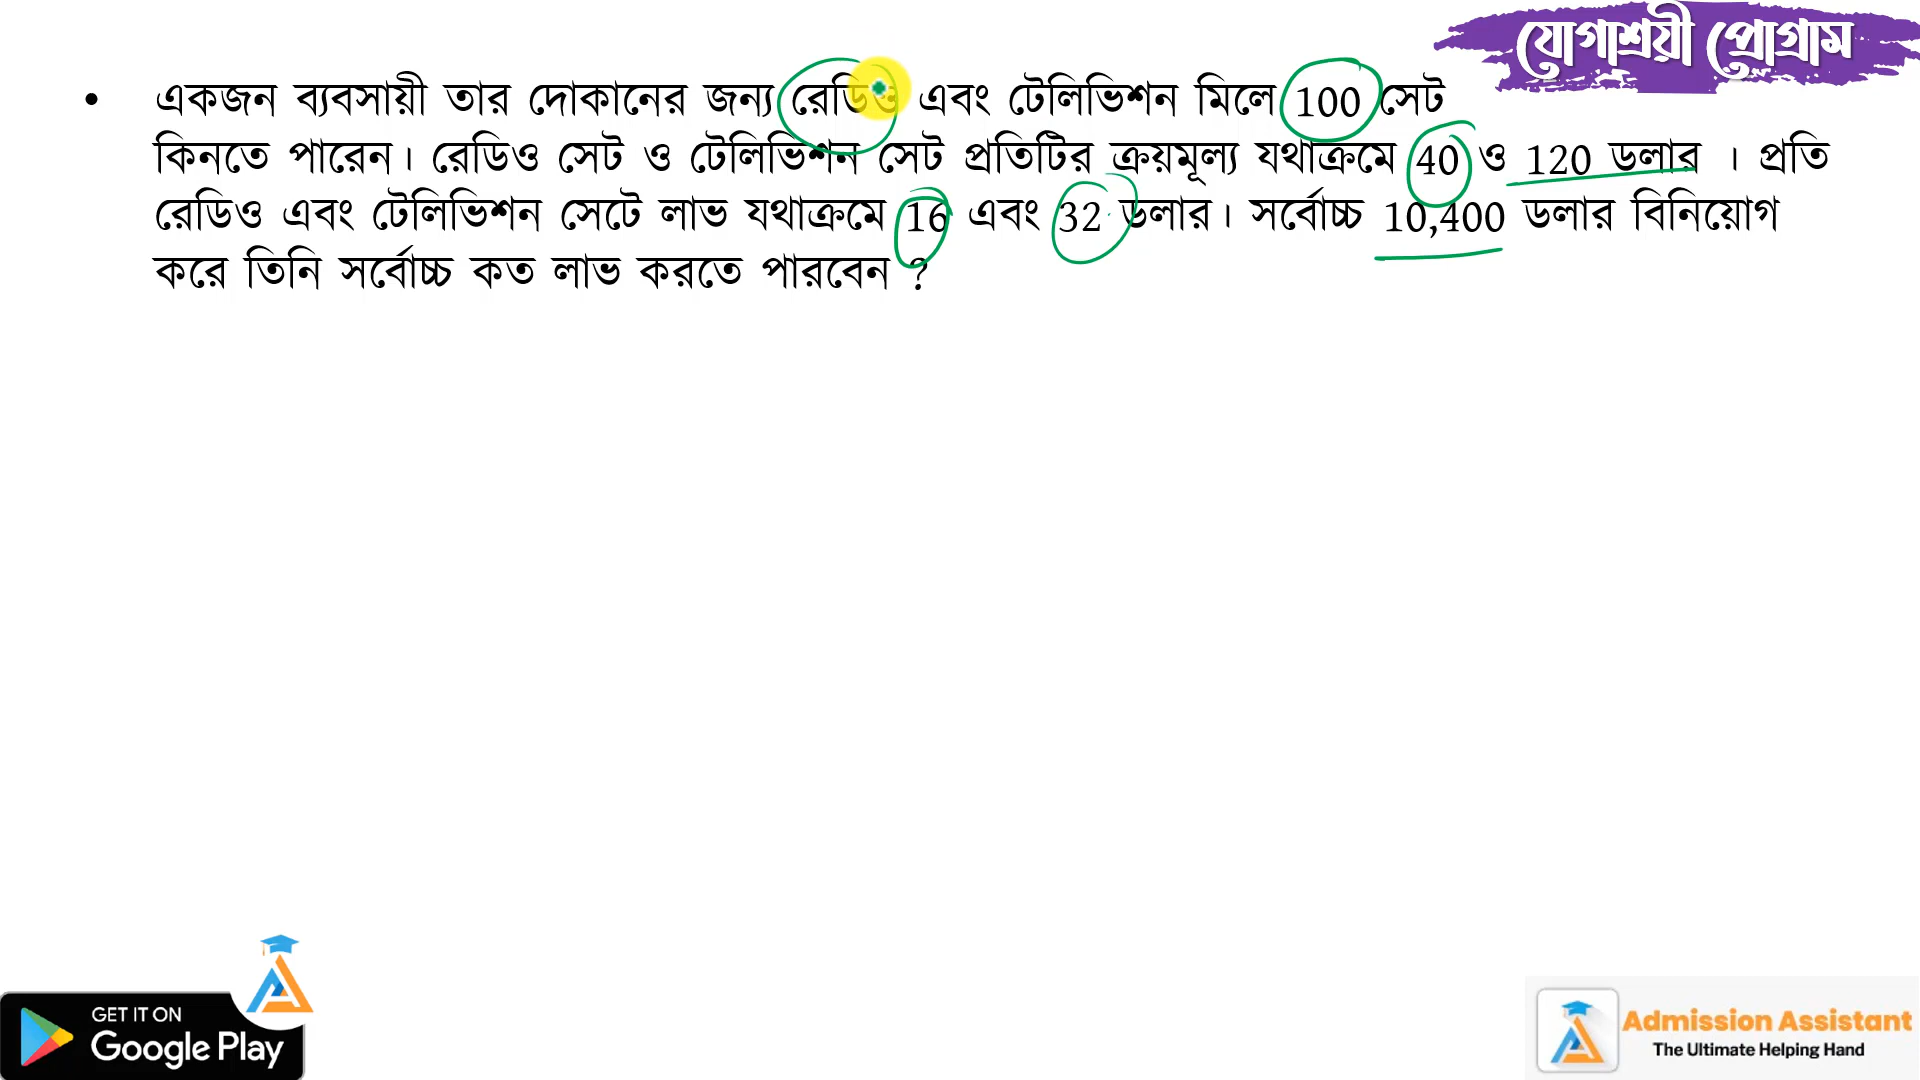 যোগাশ্রয়ী প্রোগ্রাম
• একজন ব্যবসায়ী তার দোকানের জন্য রেডিও এবং টেলিভিশন মিলে 100 সেট
কিনতে পারেন। রেডিও সেট ও টেলিভিশন সেট প্রতিটির ক্রয়মূল্য যথাক্রমে 40 ও 120 ডলার । প্রতি
রেডিও এবং টেলিভিশন সেটে লাভ যথাক্রমে 16 এবং 32 ডলার। সর্বোচ্চ 10,400 ডলার বিনিয়োগ
করে তিনি সর্বোচ্চ কত লাভ করতে পারবেন ?
GET IT ON
Google Play
Admission Assistant
The Ultimate Helping Hand